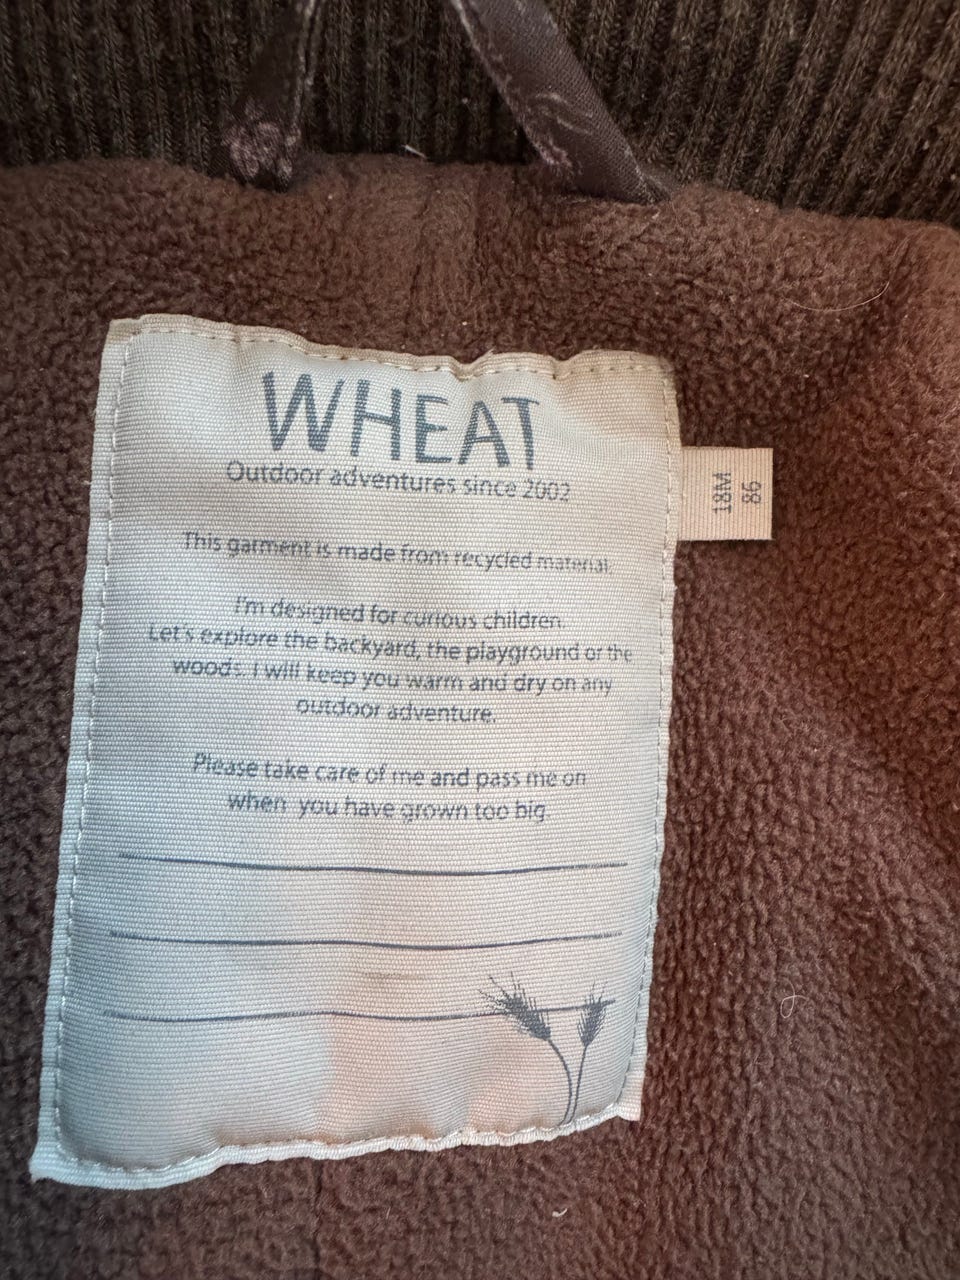 WHEAT
Outdoor adventures since 2002
18M
86
This garment is made from recycled material.
I'm designed for curious children.
Let's explore the backyard, the playground or the
woods. I will keep you warm and dry on any
outdoor adventure.
Please take care of me and pass me on
when you have grown too big.